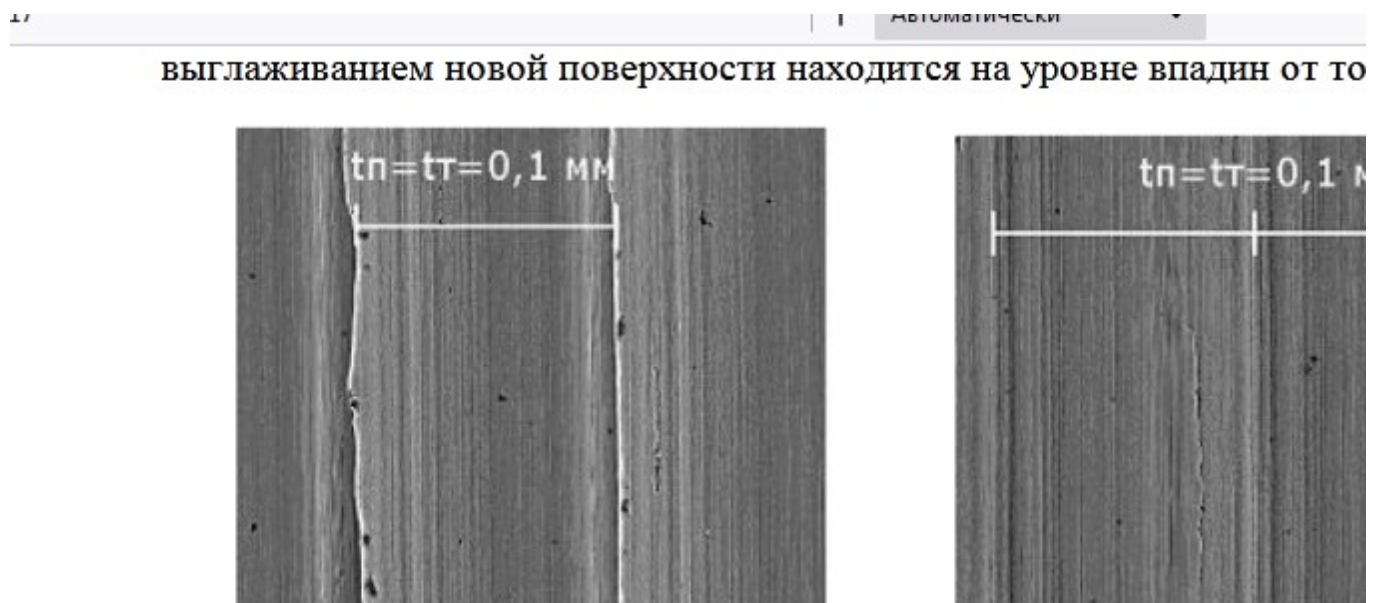 17
Автоматически
выглаживанием новой поверхности находится на уровне впадин от то
tп=tт=0,1 мм
tп=tт=0,1 м